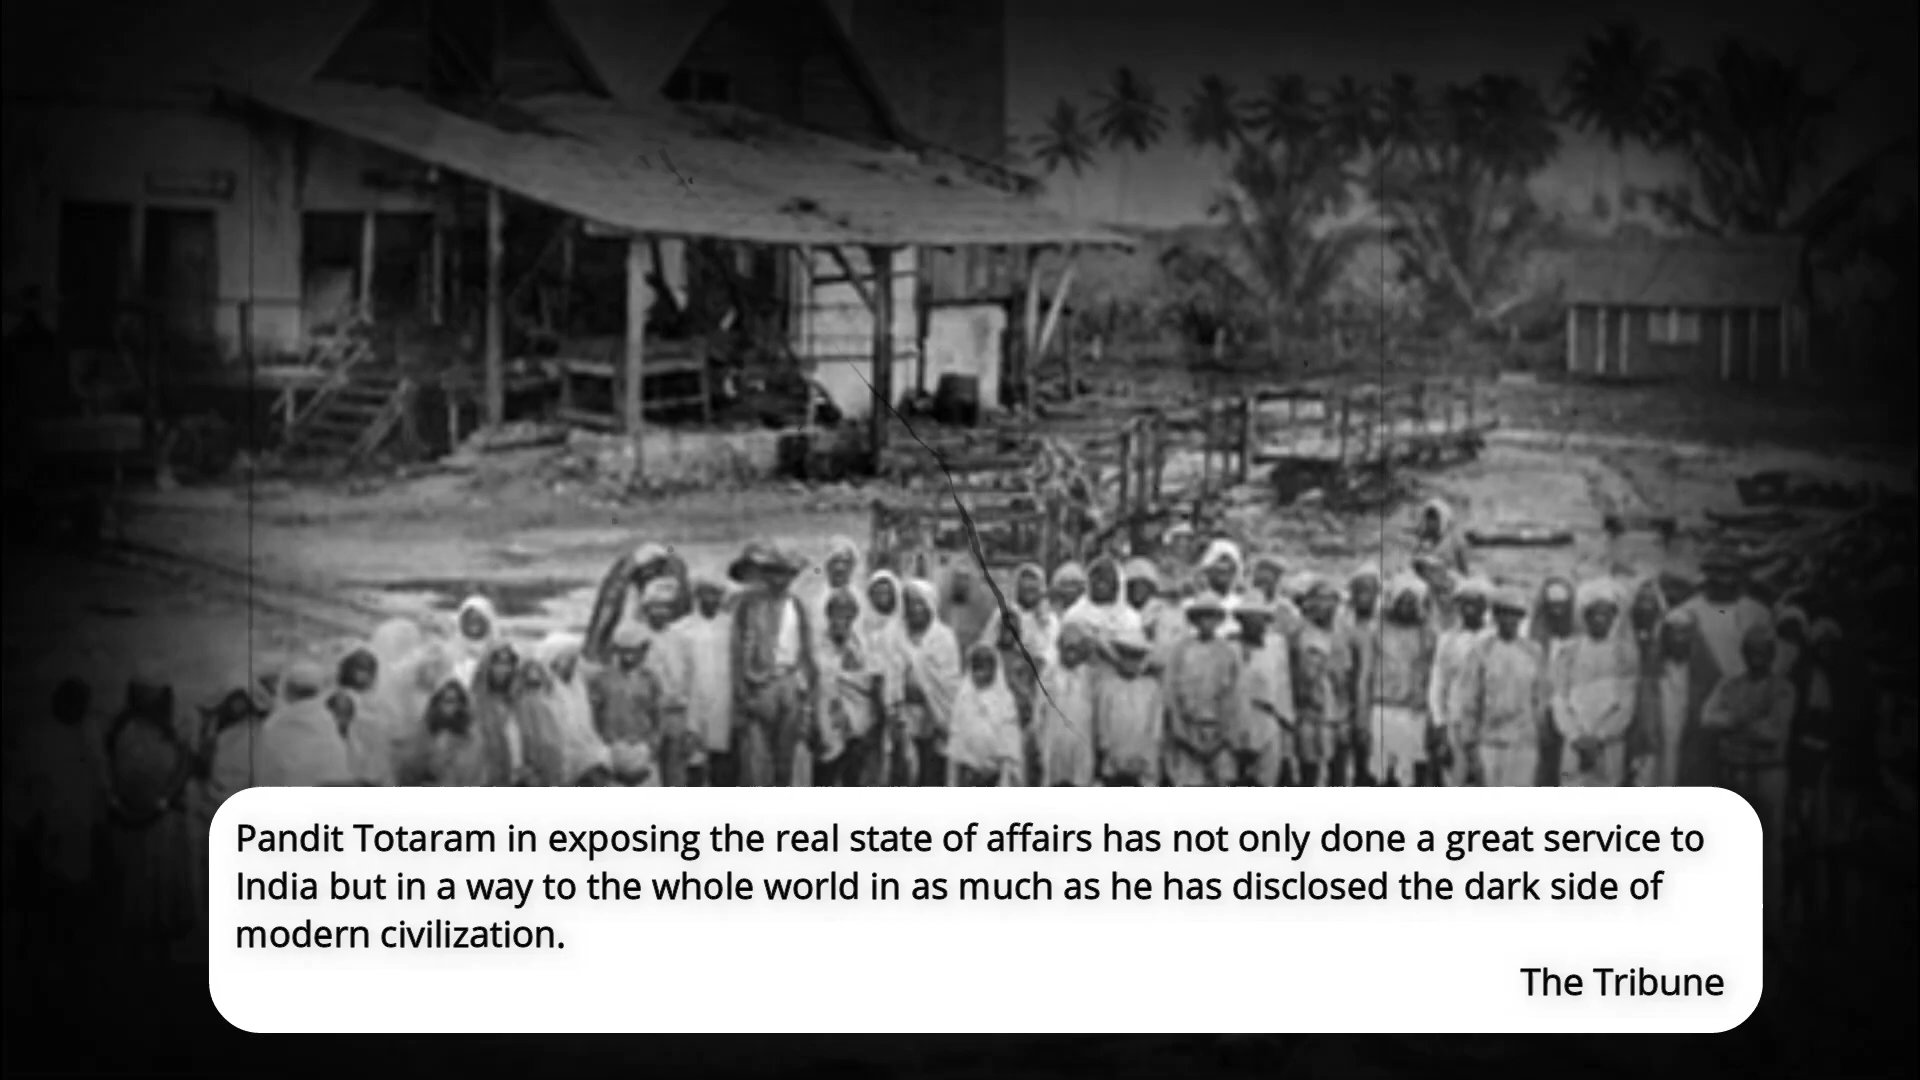 Pandit Totaram in exposing the real state of affairs has not only done a great service to
India but in a way to the whole world in as much as he has disclosed the dark side of
modern civilization.
The Tribune